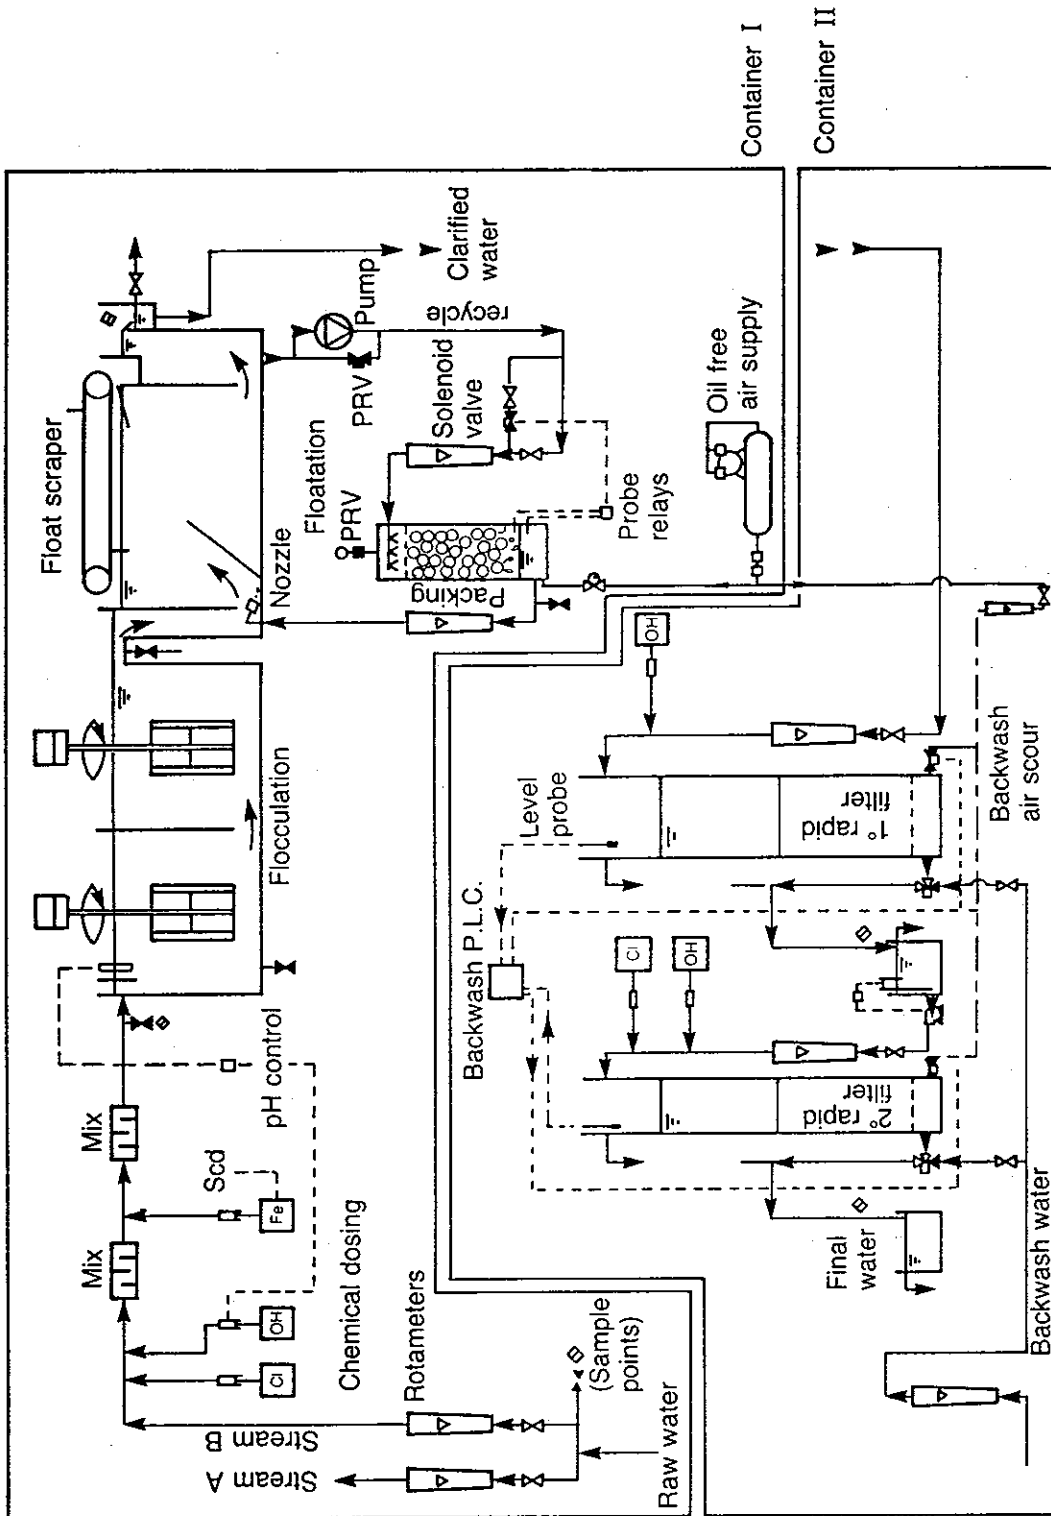 Container I
Container II
Float scraper
Clarified
water
Pump
PRV
recycle
Solenoid
valve
Floatation
PRV
Nozzle
Packing
Probe
relays
Oil free
air supply
Flocculation
pH control
Mix
Mix
Scd
Fe
OH
Cl
Chemical dosing
Rotameters
(Sample
points)
Stream B
Stream A
Raw water
OH
Level
probe
1° rapid
filter
Backwash
air scour
Backwash P.L.C.
Cl
OH
2° rapid
filter
Final
water
Backwash water